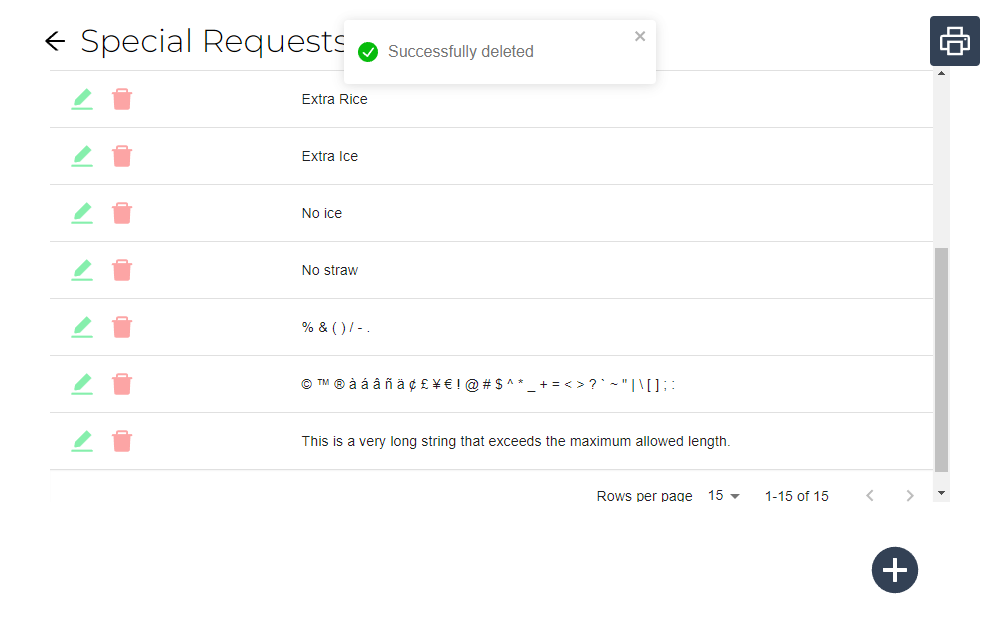 Special Requests
Successfully deleted
Extra Rice
Extra Ice
No ice
No straw
% & ( ) / - .
© ™ ® à á â ñ ä ¢ £ ¥ € ! @ # $ ^ * _ + = < > ? ` ~ " | \ [ ] ; :
This is a very long string that exceeds the maximum allowed length.
Rows per page 15 1-15 of 15